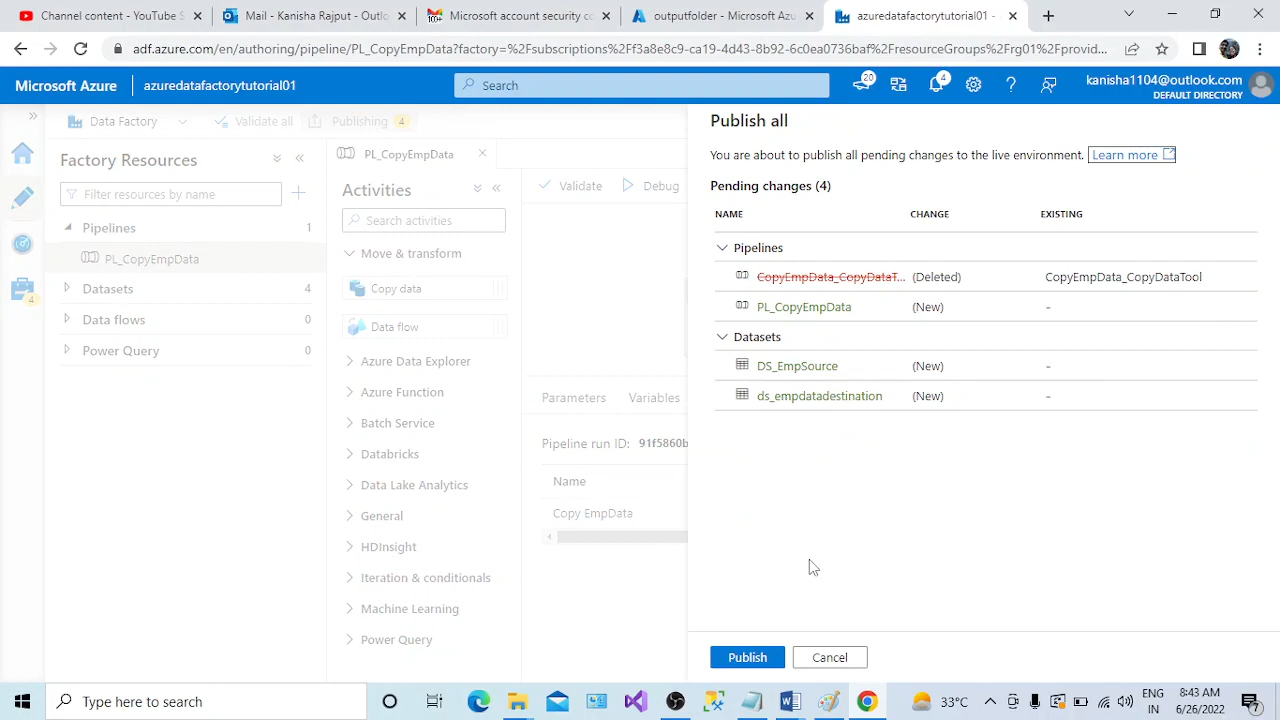 con YouTube S
Mail - Kanisha Rajput - Outlo
Microsoft account security co
outputfolder - Microsoft Azure
azuredatafactorytutorial01 -
adf.azure.com/en/authoring/pipeline/PL_CopyEmpData?factory=%2Fsubscriptions%2Ff3a8e8c9-ca19-4d43-8b92-6c0ea0736baf%2FresourceGroups%2Frg01%2Fprovid...
Microsoft Azure
azuredatafactorytutorial01
Search
20
4
kanisha1104@outlook.com
DEFAULT DIRECTORY
Data Factory
Validate all
Publishing
4
Factory Resources
Filter resources by name
Pipelines 1
PL_CopyEmpData
Datasets 4
Data flows 0
Power Query 0
4
PL_CopyEmpData
Activities
Search activities
Move & transform
Copy data
Data flow
Azure Data Explorer
Azure Function
Batch Service
Databricks
Data Lake Analytics
General
HDInsight
Iteration & conditionals
Machine Learning
Power Query
Validate
Debug
Parameters
Variables
Pipeline run ID: 91f5860b
Name
Copy EmpData
Publish all
You are about to publish all pending changes to the live environment. Learn more
Pending changes (4)
NAME CHANGE EXISTING
Pipelines
CopyEmpData_CopyDataT... (Deleted) CopyEmpData_CopyDataTool
PL_CopyEmpData (New) -
Datasets
DS_EmpSource (New) -
ds_empdatadestination (New) -
Publish
Cancel
Type here to search
33°C
ENG
IN
8:43 AM
6/26/2022
7